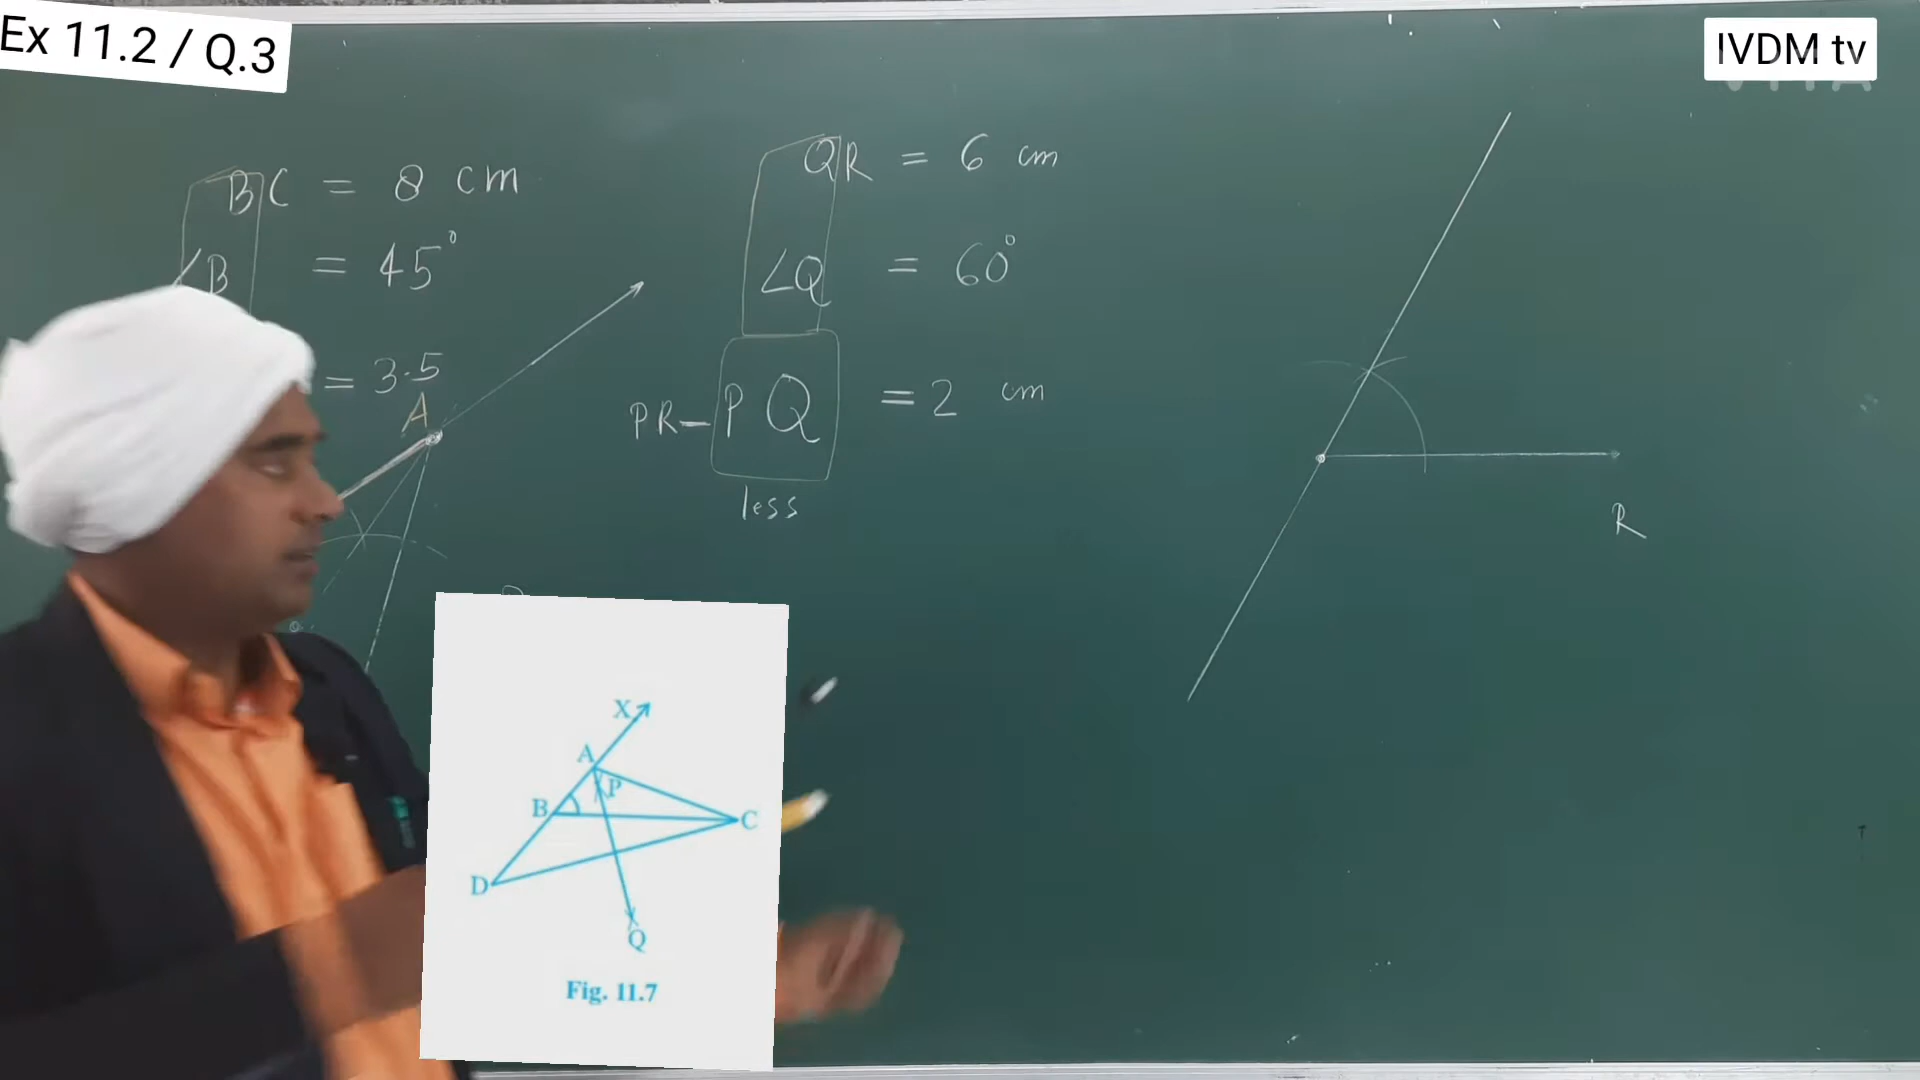 Ex 11.2 / Q.3
IVDM tv
BC = 8 cm
∠B = 45°
= 3.5
A
QR = 6 cm
∠Q = 60°
PR-PQ = 2 cm
less
R
X
A
P
B
C
D
Q
Fig. 11.7